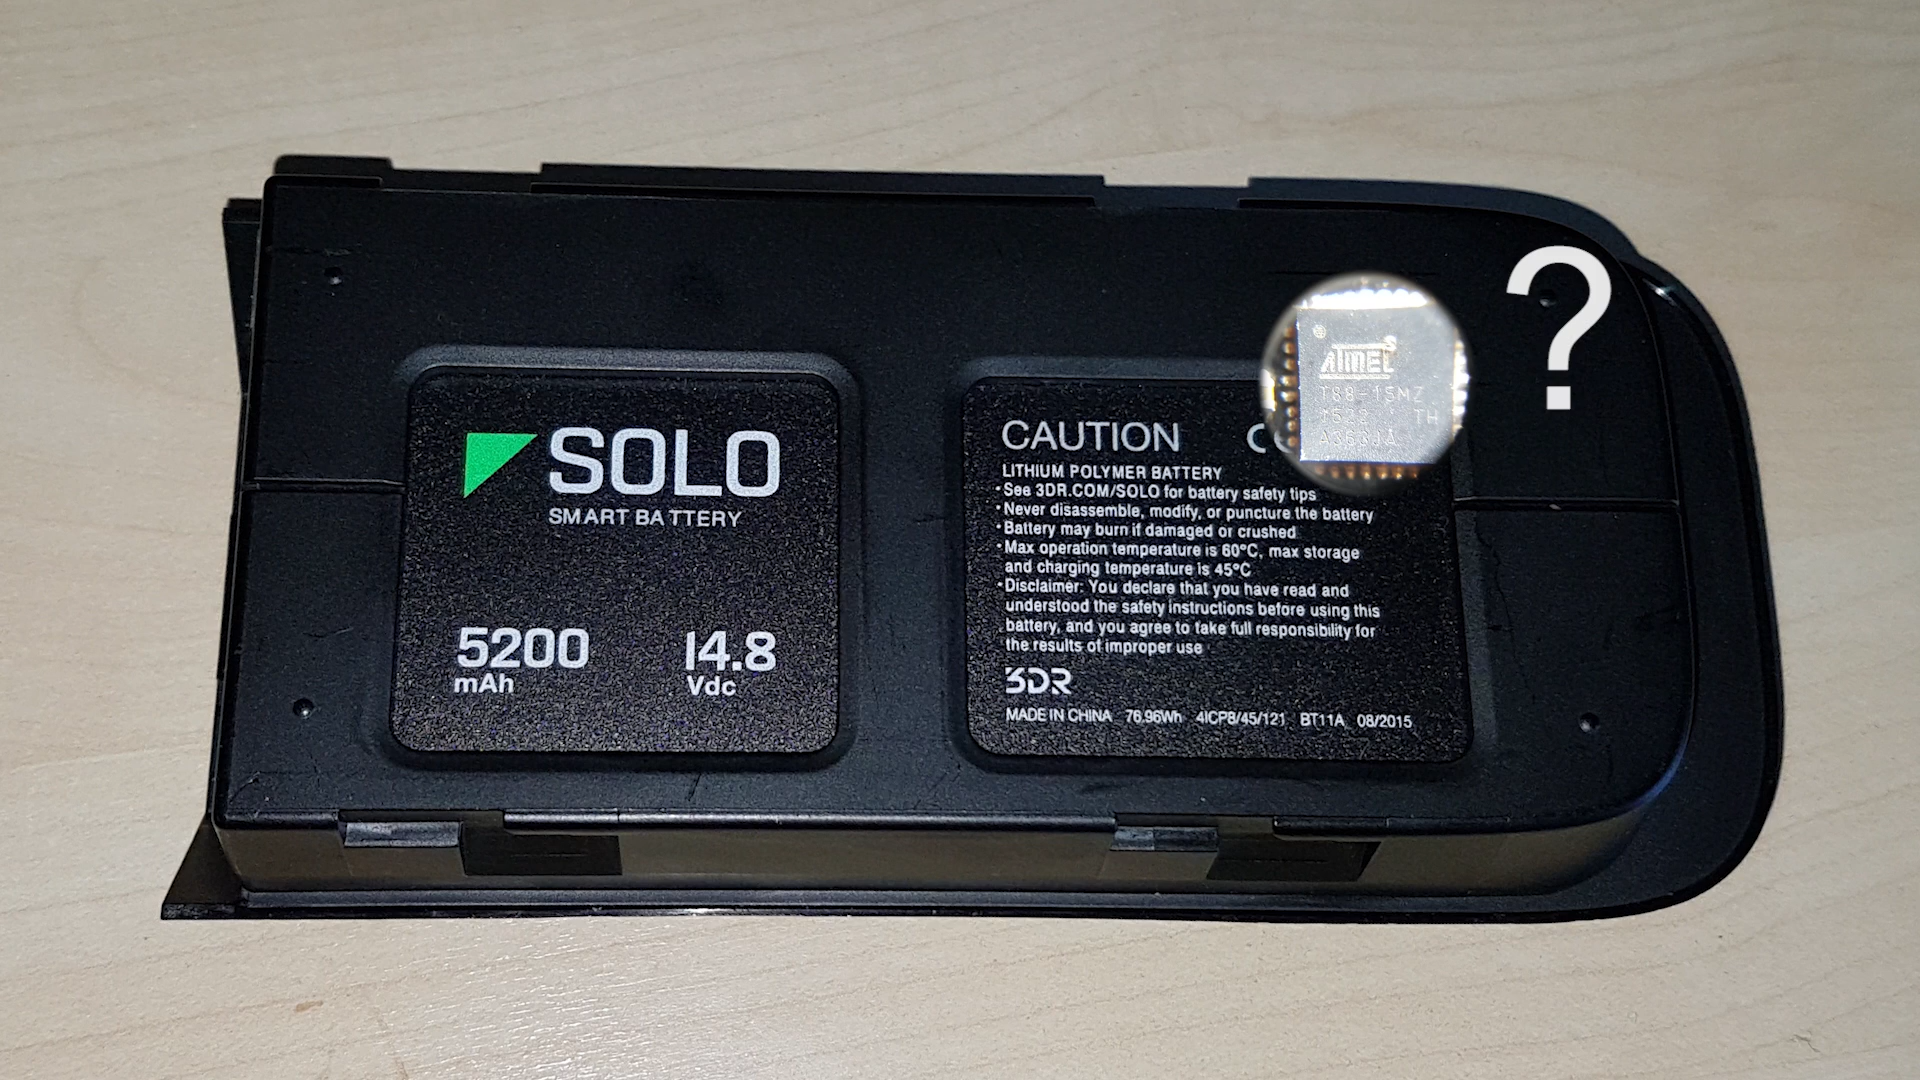 SOLO
SMART BATTERY
5200
mAh
14.8
Vdc
CAUTION
LITHIUM POLYMER BATTERY
•See 3DR.COM/SOLO for battery safety tips
•Never disassemble, modify, or puncture the battery
•Battery may burn if damaged or crushed
•Max operation temperature is 60°C, max storage
and charging temperature is 45°C
•Disclaimer: You declare that you have read and
understood the safety instructions before using this
battery, and you agree to take full responsibility for
the results of improper use
3DR
MADE IN CHINA 76.96Wh 4ICP8/45/121 BT11A 08/2015
ATMEL
T88-15MZ
1532 TH
?